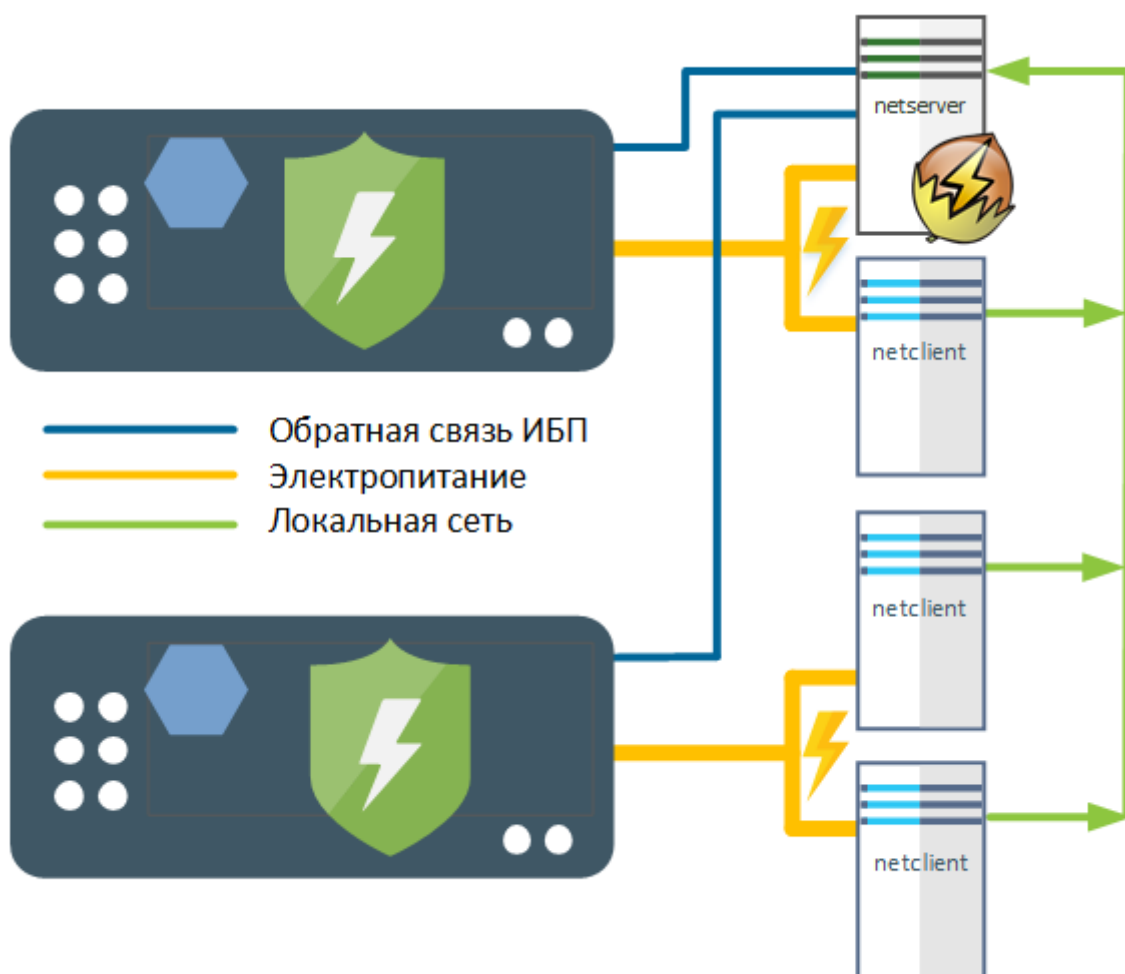 netserver
netclient
Обратная связь ИБП
Электропитание
Локальная сеть
netclient
netclient